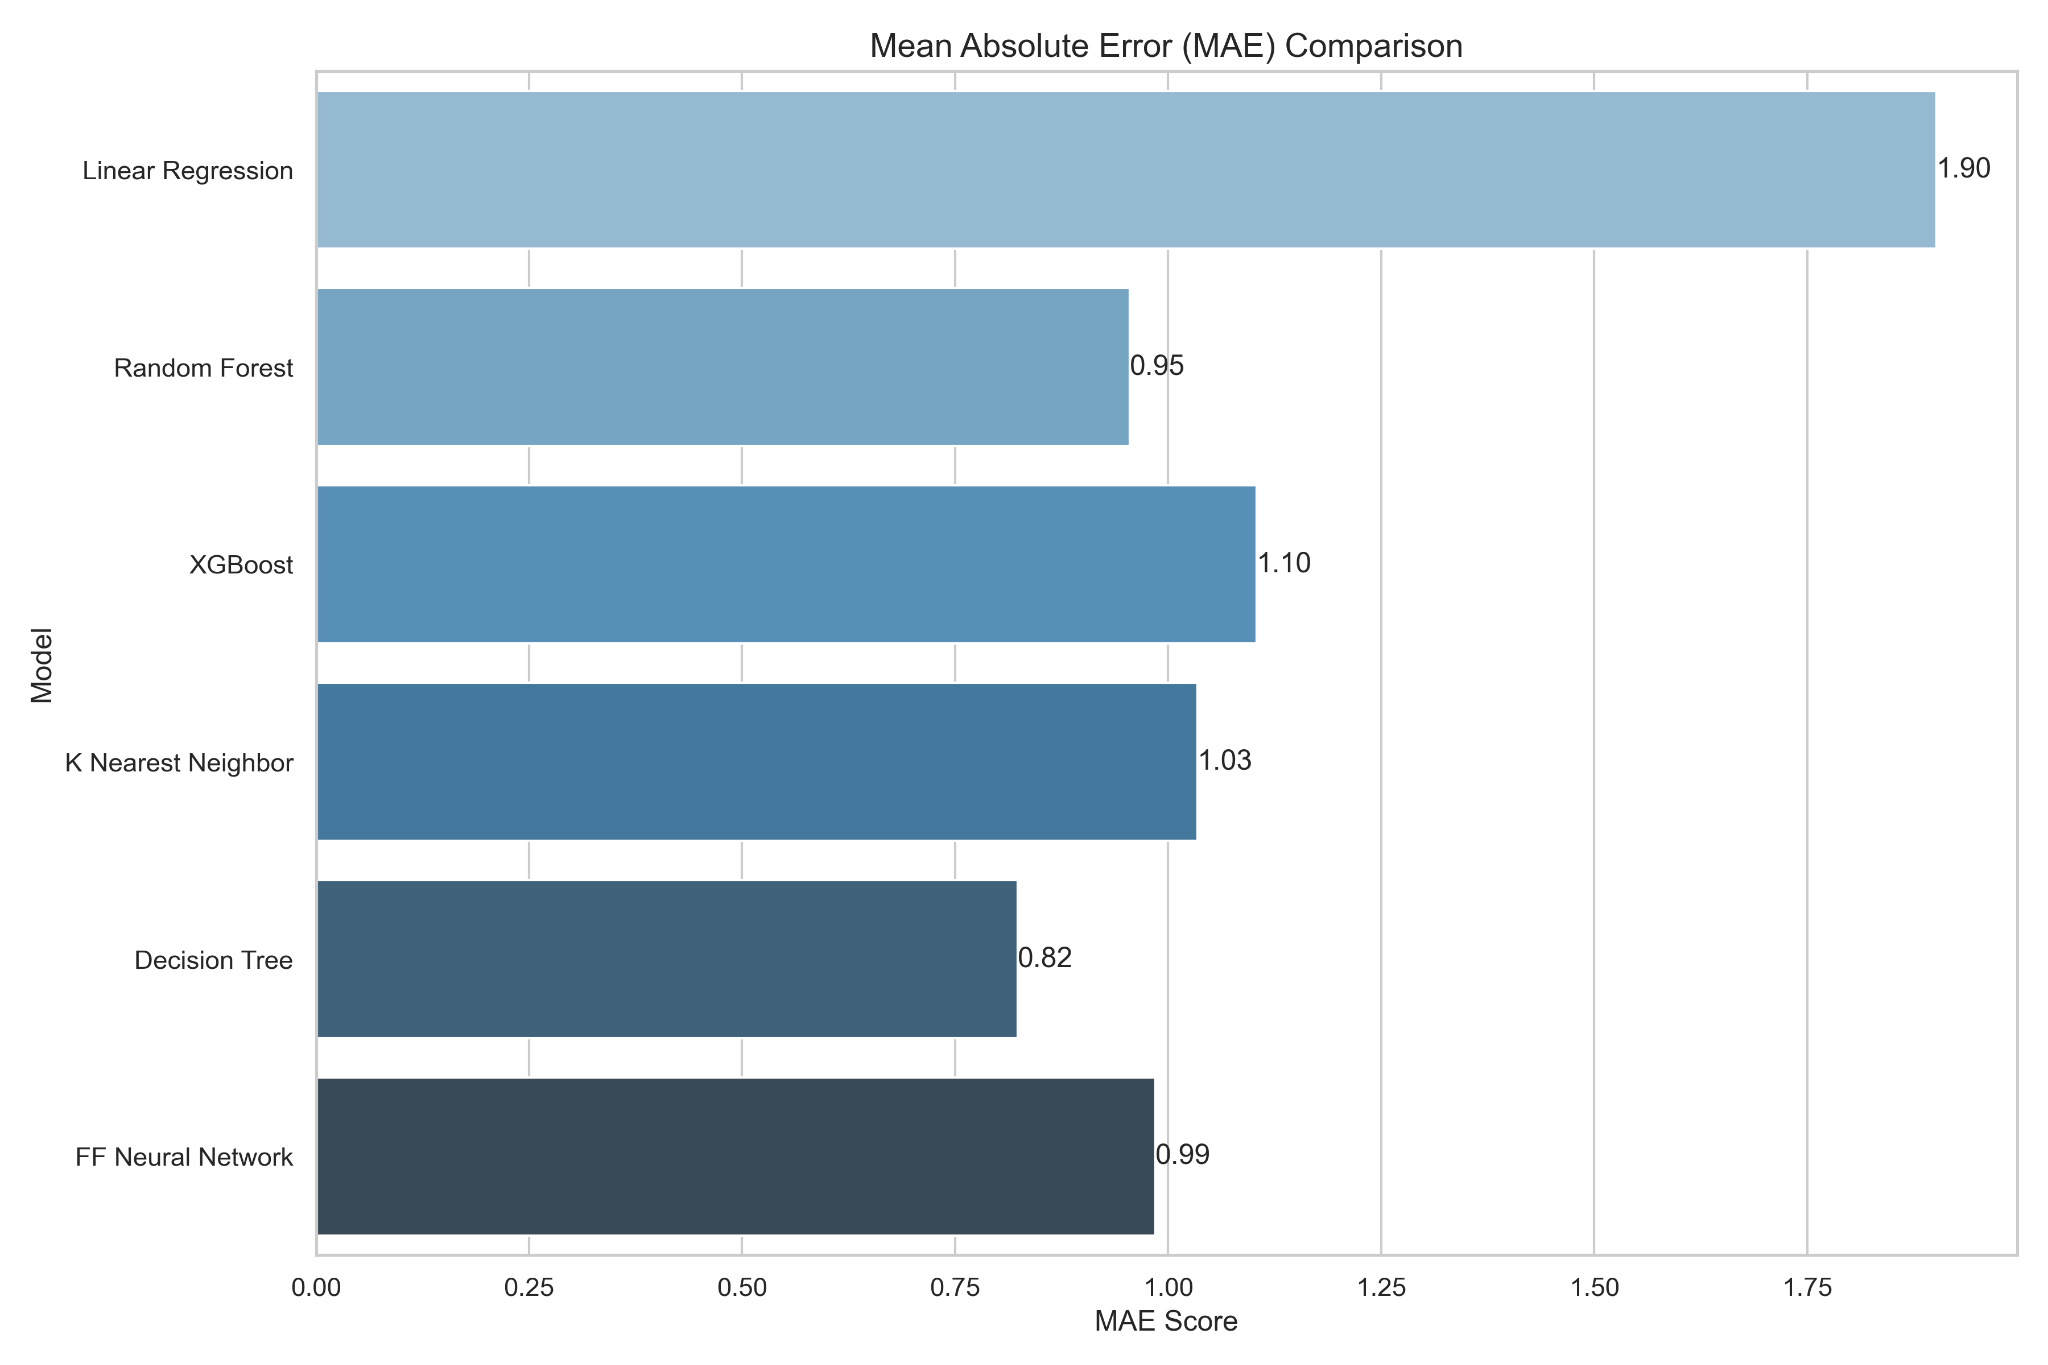 Mean Absolute Error (MAE) Comparison
Linear Regression
1.90
Random Forest
0.95
XGBoost
1.10
Model
K Nearest Neighbor
1.03
Decision Tree
0.82
FF Neural Network
0.99
0.00 0.25 0.50 0.75 1.00 1.25 1.50 1.75
MAE Score